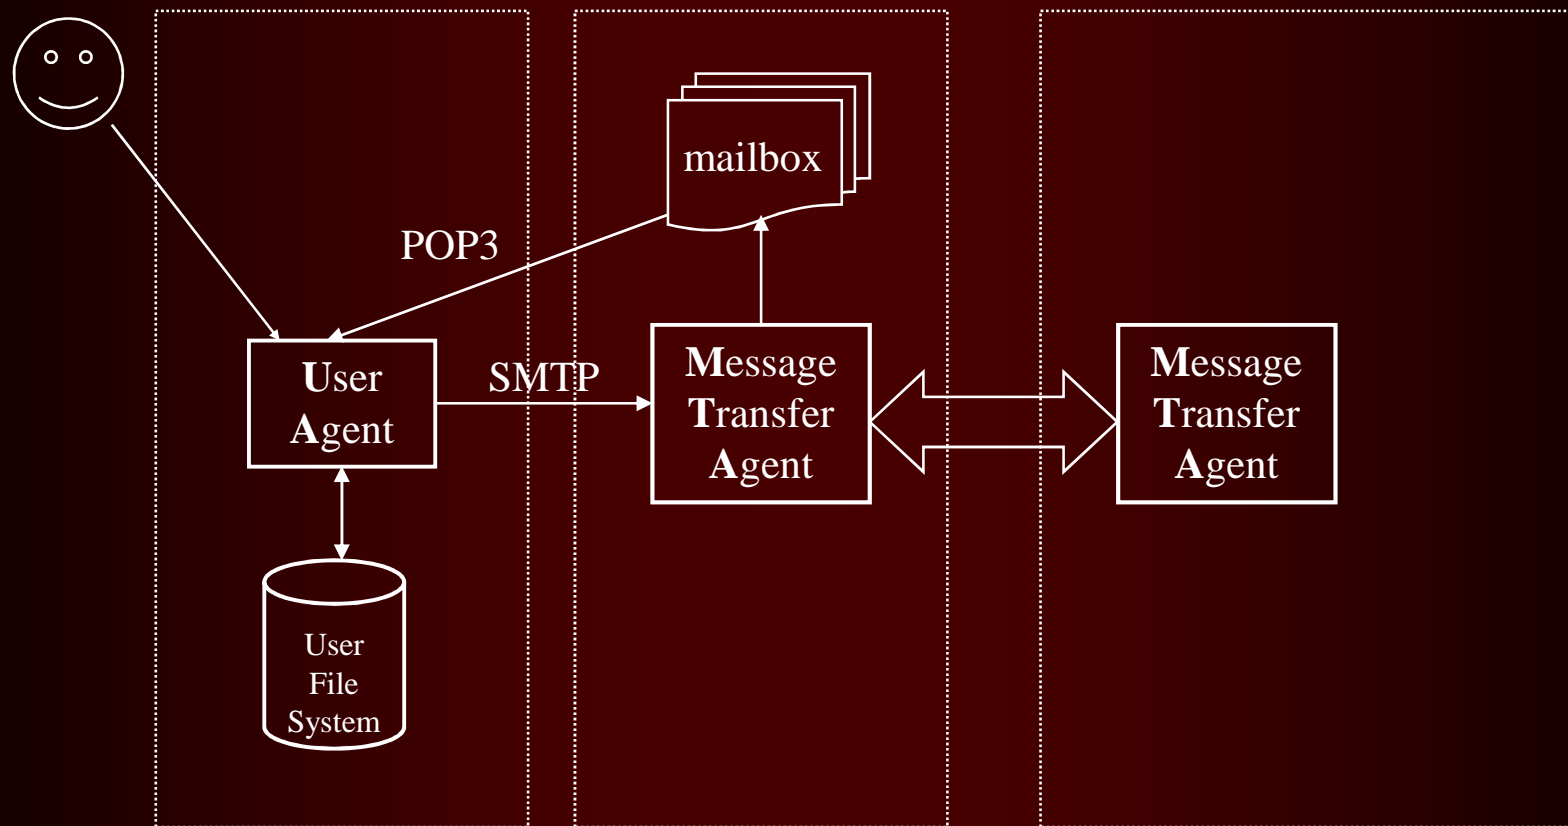 mailbox
POP3
User
Agent
SMTP
Message
Transfer
Agent
Message
Transfer
Agent
User
File
System